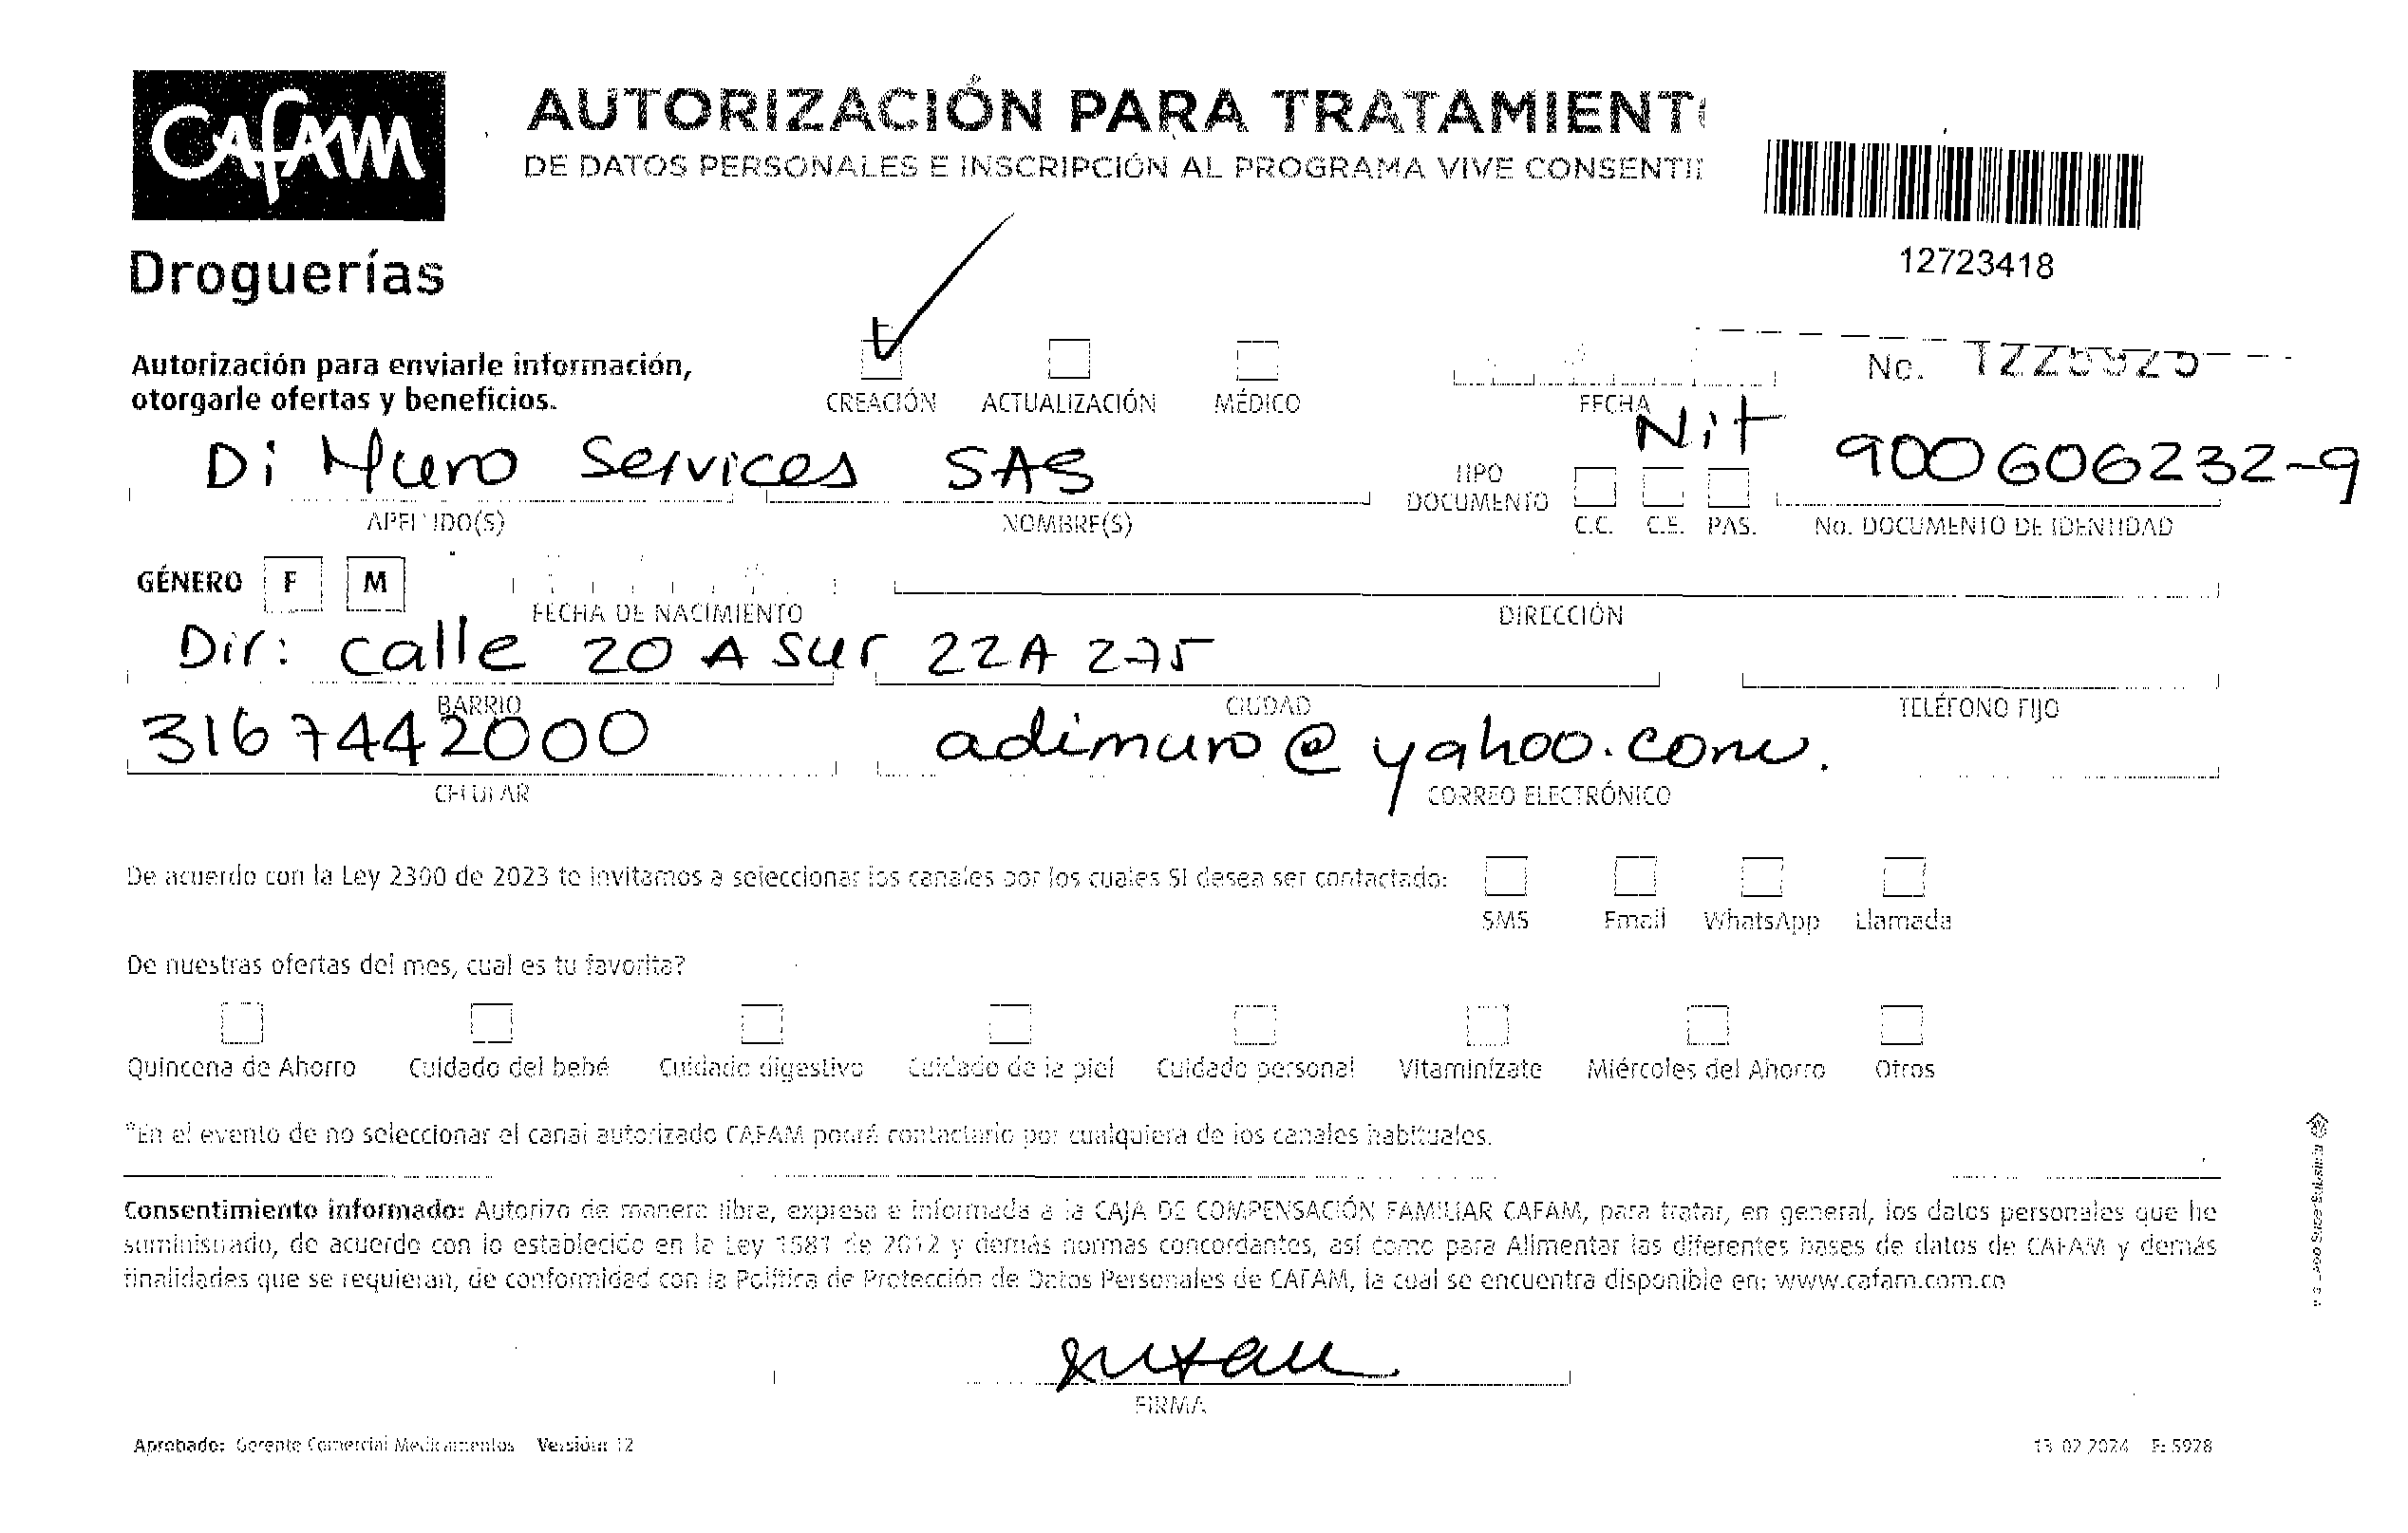 Cafam
AUTORIZACIÓN PARA TRATAMIENT
DE DATOS PERSONALES E INSCRIPCIÓN AL PROGRAMA VIVE CONSENTI
12723418
Droguerías
Autorización para enviarle información,
otorgarle ofertas y beneficios.
CREACIÓN ACTUALIZACIÓN MÉDICO FECHA No.
Di Muro Services SAS Nit 900606232-9
APELLIDO(S) NOMBRE(S) TIPO DOCUMENTO C.C. C.E. PAS. No. DOCUMENTO DE IDENTIDAD
GÉNERO F M FECHA DE NACIMIENTO DIRECCIÓN
Dir: calle 20 A sur 22A 275
BARRIO CIUDAD TELÉFONO FIJO
3167442000 adimuro@yahoo.com.
CELULAR CORREO ELECTRÓNICO
De acuerdo con la Ley 2300 de 2023 te invitamos a seleccionar los canales por los cuales SI desea ser contactado:
SMS Email WhatsApp Llamada
De nuestras ofertas del mes, cual es tu favorita?
Quincena de Ahorro Cuidado del bebé Cuidado digestivo Cuidado de la piel Cuidado personal Vitaminízate Miércoles del Ahorro Otros
*En el evento de no seleccionar el canal autorizado CAFAM podrá contactarlo por cualquiera de los canales habituales.
Consentimiento informado: Autorizo de manera libre, expresa e informada a la CAJA DE COMPENSACIÓN FAMILIAR CAFAM, para tratar, en general, los datos personales que he
suministrado, de acuerdo con lo establecido en la Ley 1581 de 2012 y demás normas concordantes, así como para Alimentar las diferentes bases de datos de CAFAM y demás
finalidades que se requieran, de conformidad con la Política de Protección de Datos Personales de CAFAM, la cual se encuentra disponible en: www.cafam.com.co
FIRMA
Aprobado: Gerente Comercial Medicamentos Versión: 12
13 02 2024 F: 5928